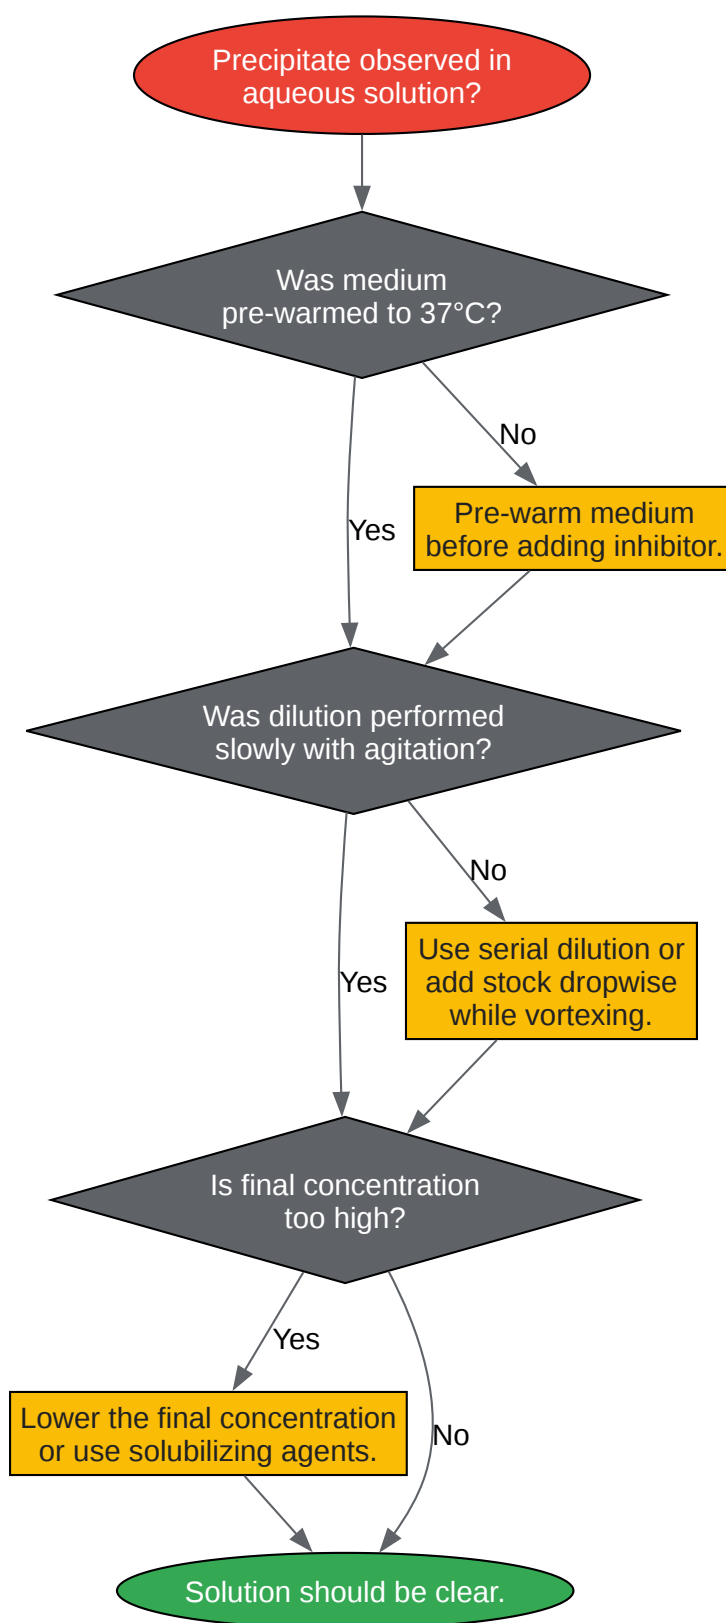 Precipitate observed in
aqueous solution?
Was medium
pre-warmed to 37°C?
No
Pre-warm medium
before adding inhibitor.
Yes
Was dilution performed
slowly with agitation?
No
Use serial dilution or
add stock dropwise
while vortexing.
Yes
Is final concentration
too high?
Yes
Lower the final concentration
or use solubilizing agents.
No
Solution should be clear.